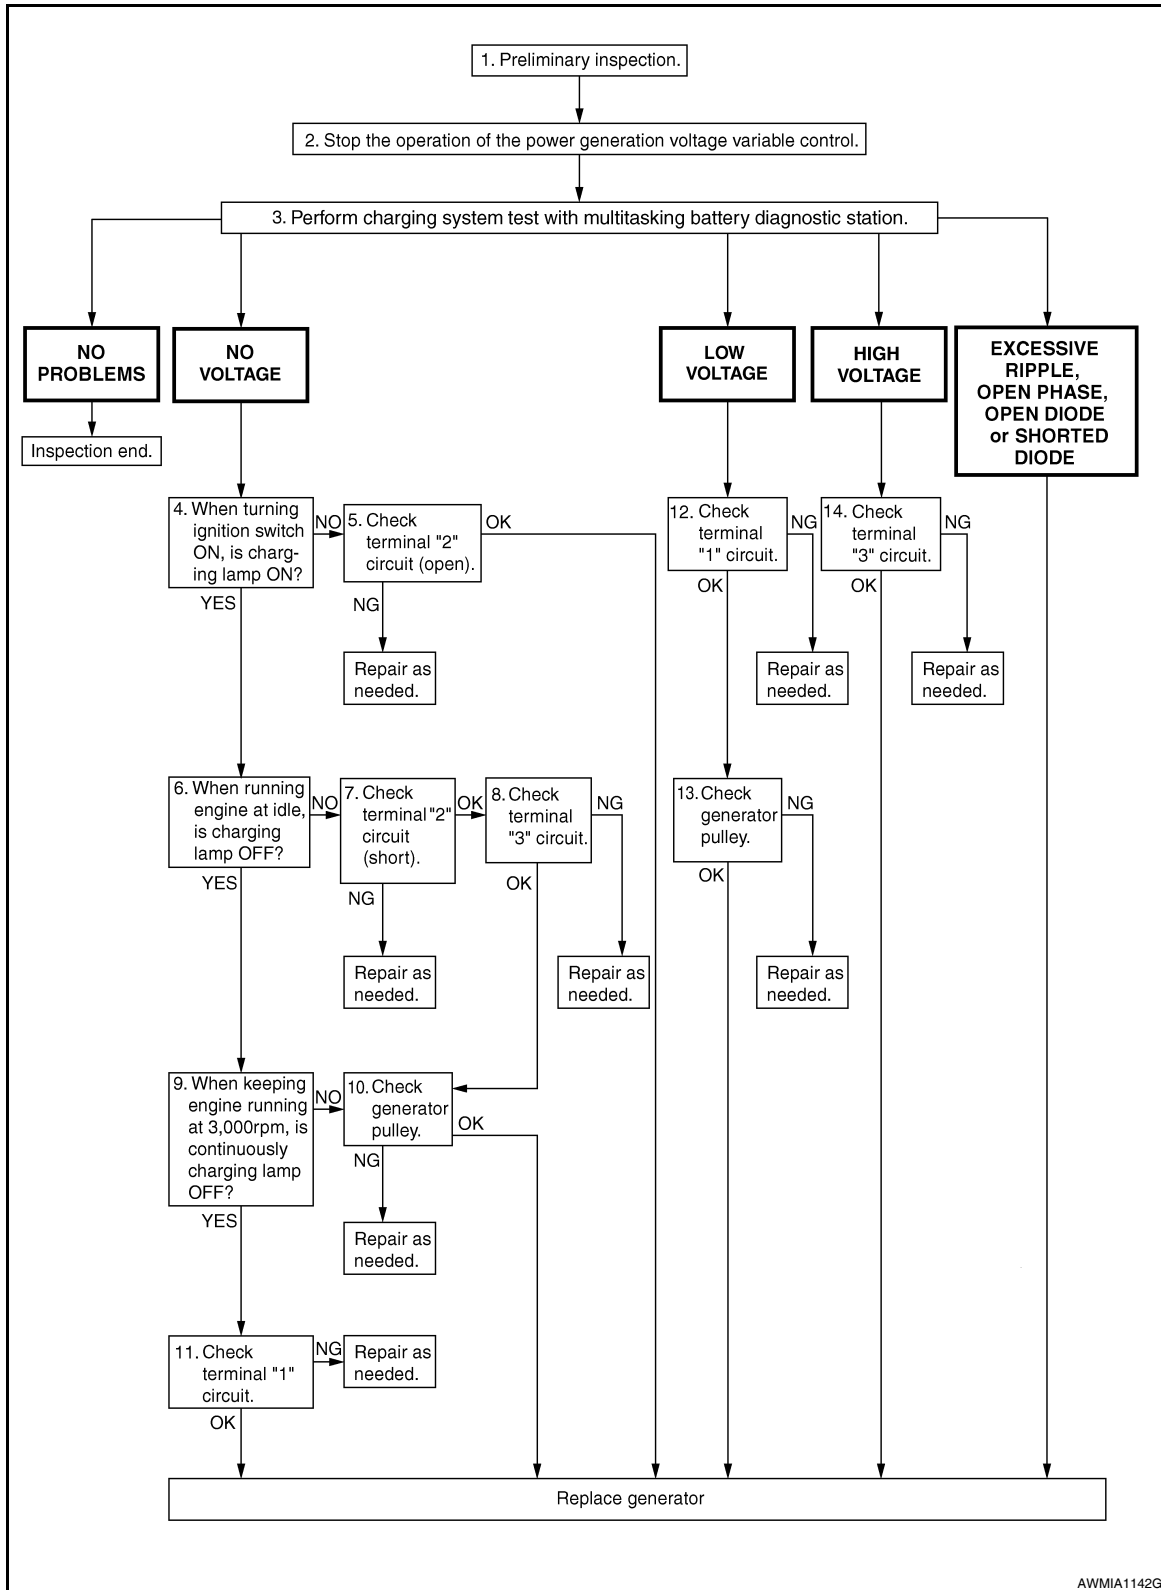 1. Preliminary inspection.
2. Stop the operation of the power generation voltage variable control.
3. Perform charging system test with multitasking battery diagnostic station.
NO
PROBLEMS
NO
VOLTAGE
LOW
VOLTAGE
HIGH
VOLTAGE
EXCESSIVE
RIPPLE,
OPEN PHASE,
OPEN DIODE
or SHORTED
DIODE
Inspection end.
4. When turning
ignition switch
ON, is charg-
ing lamp ON?
NO
YES
5. Check
terminal "2"
circuit (open).
OK
NG
Repair as
needed.
12. Check
terminal
"1" circuit.
NG
OK
Repair as
needed.
14. Check
terminal
"3" circuit.
NG
OK
Repair as
needed.
6. When running
engine at idle,
is charging
lamp OFF?
NO
YES
7. Check
terminal "2"
circuit
(short).
OK
NG
Repair as
needed.
8. Check
terminal
"3" circuit.
NG
OK
Repair as
needed.
13. Check
generator
pulley.
NG
OK
Repair as
needed.
9. When keeping
engine running
at 3,000rpm, is
continuously
charging lamp
OFF?
NO
YES
10. Check
generator
pulley.
OK
NG
Repair as
needed.
11. Check
terminal "1"
circuit.
NG
OK
Repair as
needed.
Replace generator
AWMIA1142G